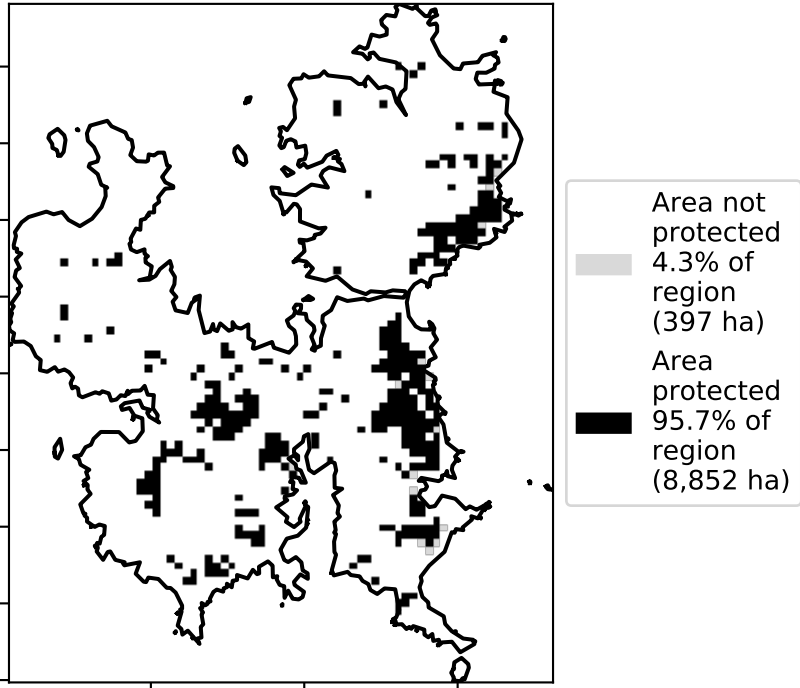 Area not
protected
4.3% of
region
(397 ha)
Area
protected
95.7% of
region
(8,852 ha)